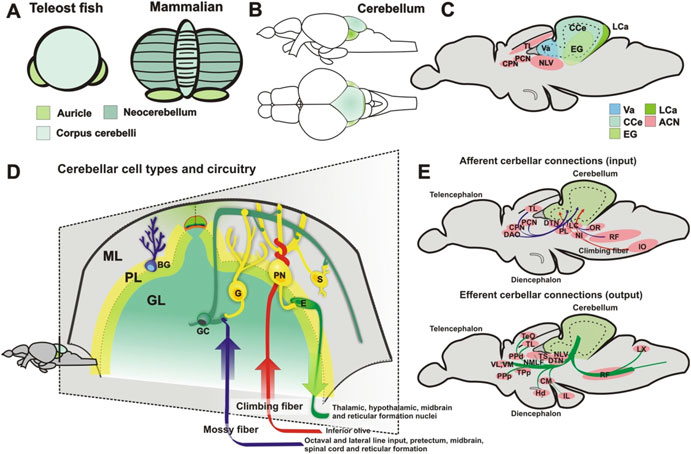 A
Teleost fish
Mammalian
Auricle
Neocerebellum
Corpus cerebelli
B
Cerebellum
C
TL
CCe
LCa
PCN
Va
CPN
NLV
EG
Va
LCa
CCe
ACN
EG
D
Cerebellar cell types and circuitry
ML
BG
PL
GL
PN
S
G
E
GC
Climbing fiber
Mossy fiber
Thalamic, hypothalamic, midbrain
and reticular formation nuclei
Inferior olive
Octaval and lateral line input, pretectum, midbrain,
spinal cord and reticular formation
E
Afferent cerbellar connections (input)
Cerebellum
Telencephalon
TL
PCN
DTN
LC
CPN
PL
OR
DAO
NI
RF
Climbing fiber
IO
Diencephalon
Efferent cerbellar connections (output)
Cerebellum
Telencephalon
TeO
TL
PPd
TS
NLV
LX
VL,VM
NMLF
DTN
PPp
TPp
RF
CM
Hd
IL
Diencephalon